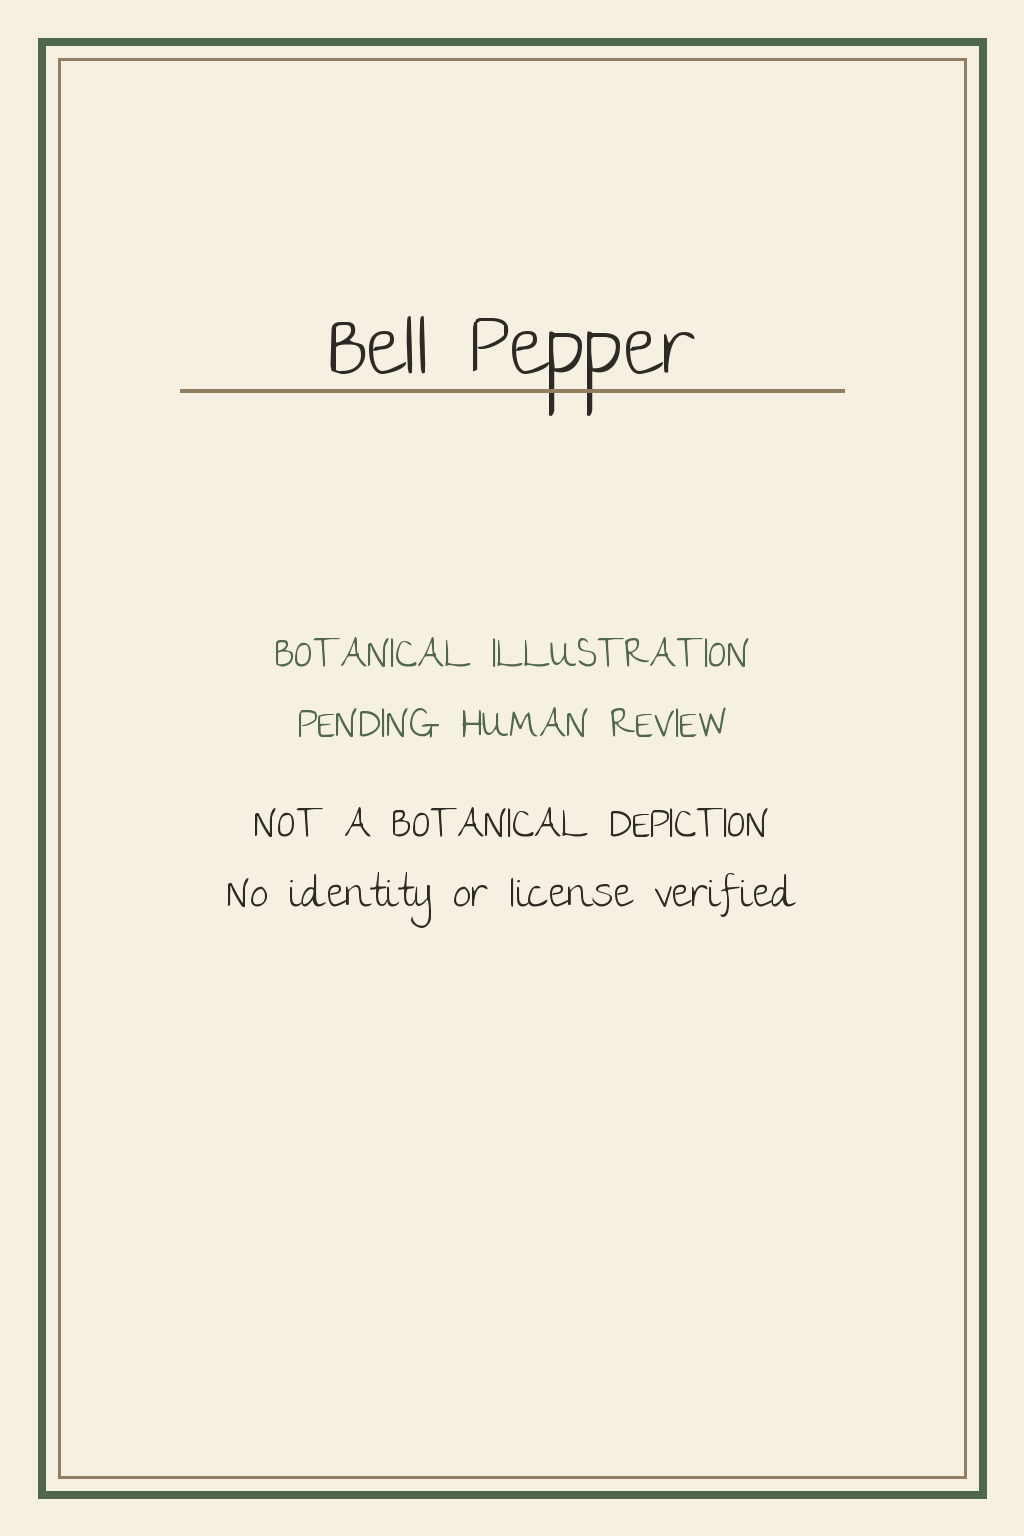 Bell Pepper
BOTANICAL ILLUSTRATION
PENDING HUMAN REVIEW
NOT A BOTANICAL DEPICTION
No identity or license verified